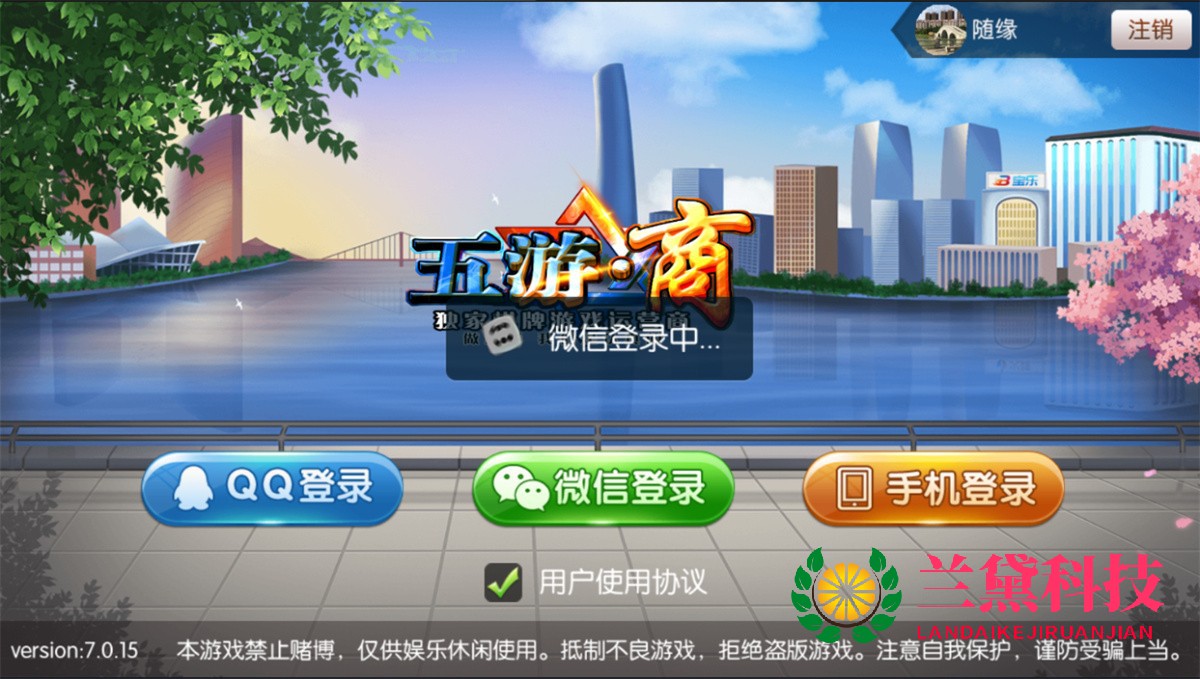 随缘
注销
宝乐
五游·商
微信登录中...
QQ登录
微信登录
手机登录
用户使用协议
兰黛科技
LANDAIKEJIRUANJIAN
version:7.0.15
本游戏禁止赌博，仅供娱乐休闲使用。抵制不良游戏，拒绝盗版游戏。注意自我保护，谨防受骗上当。